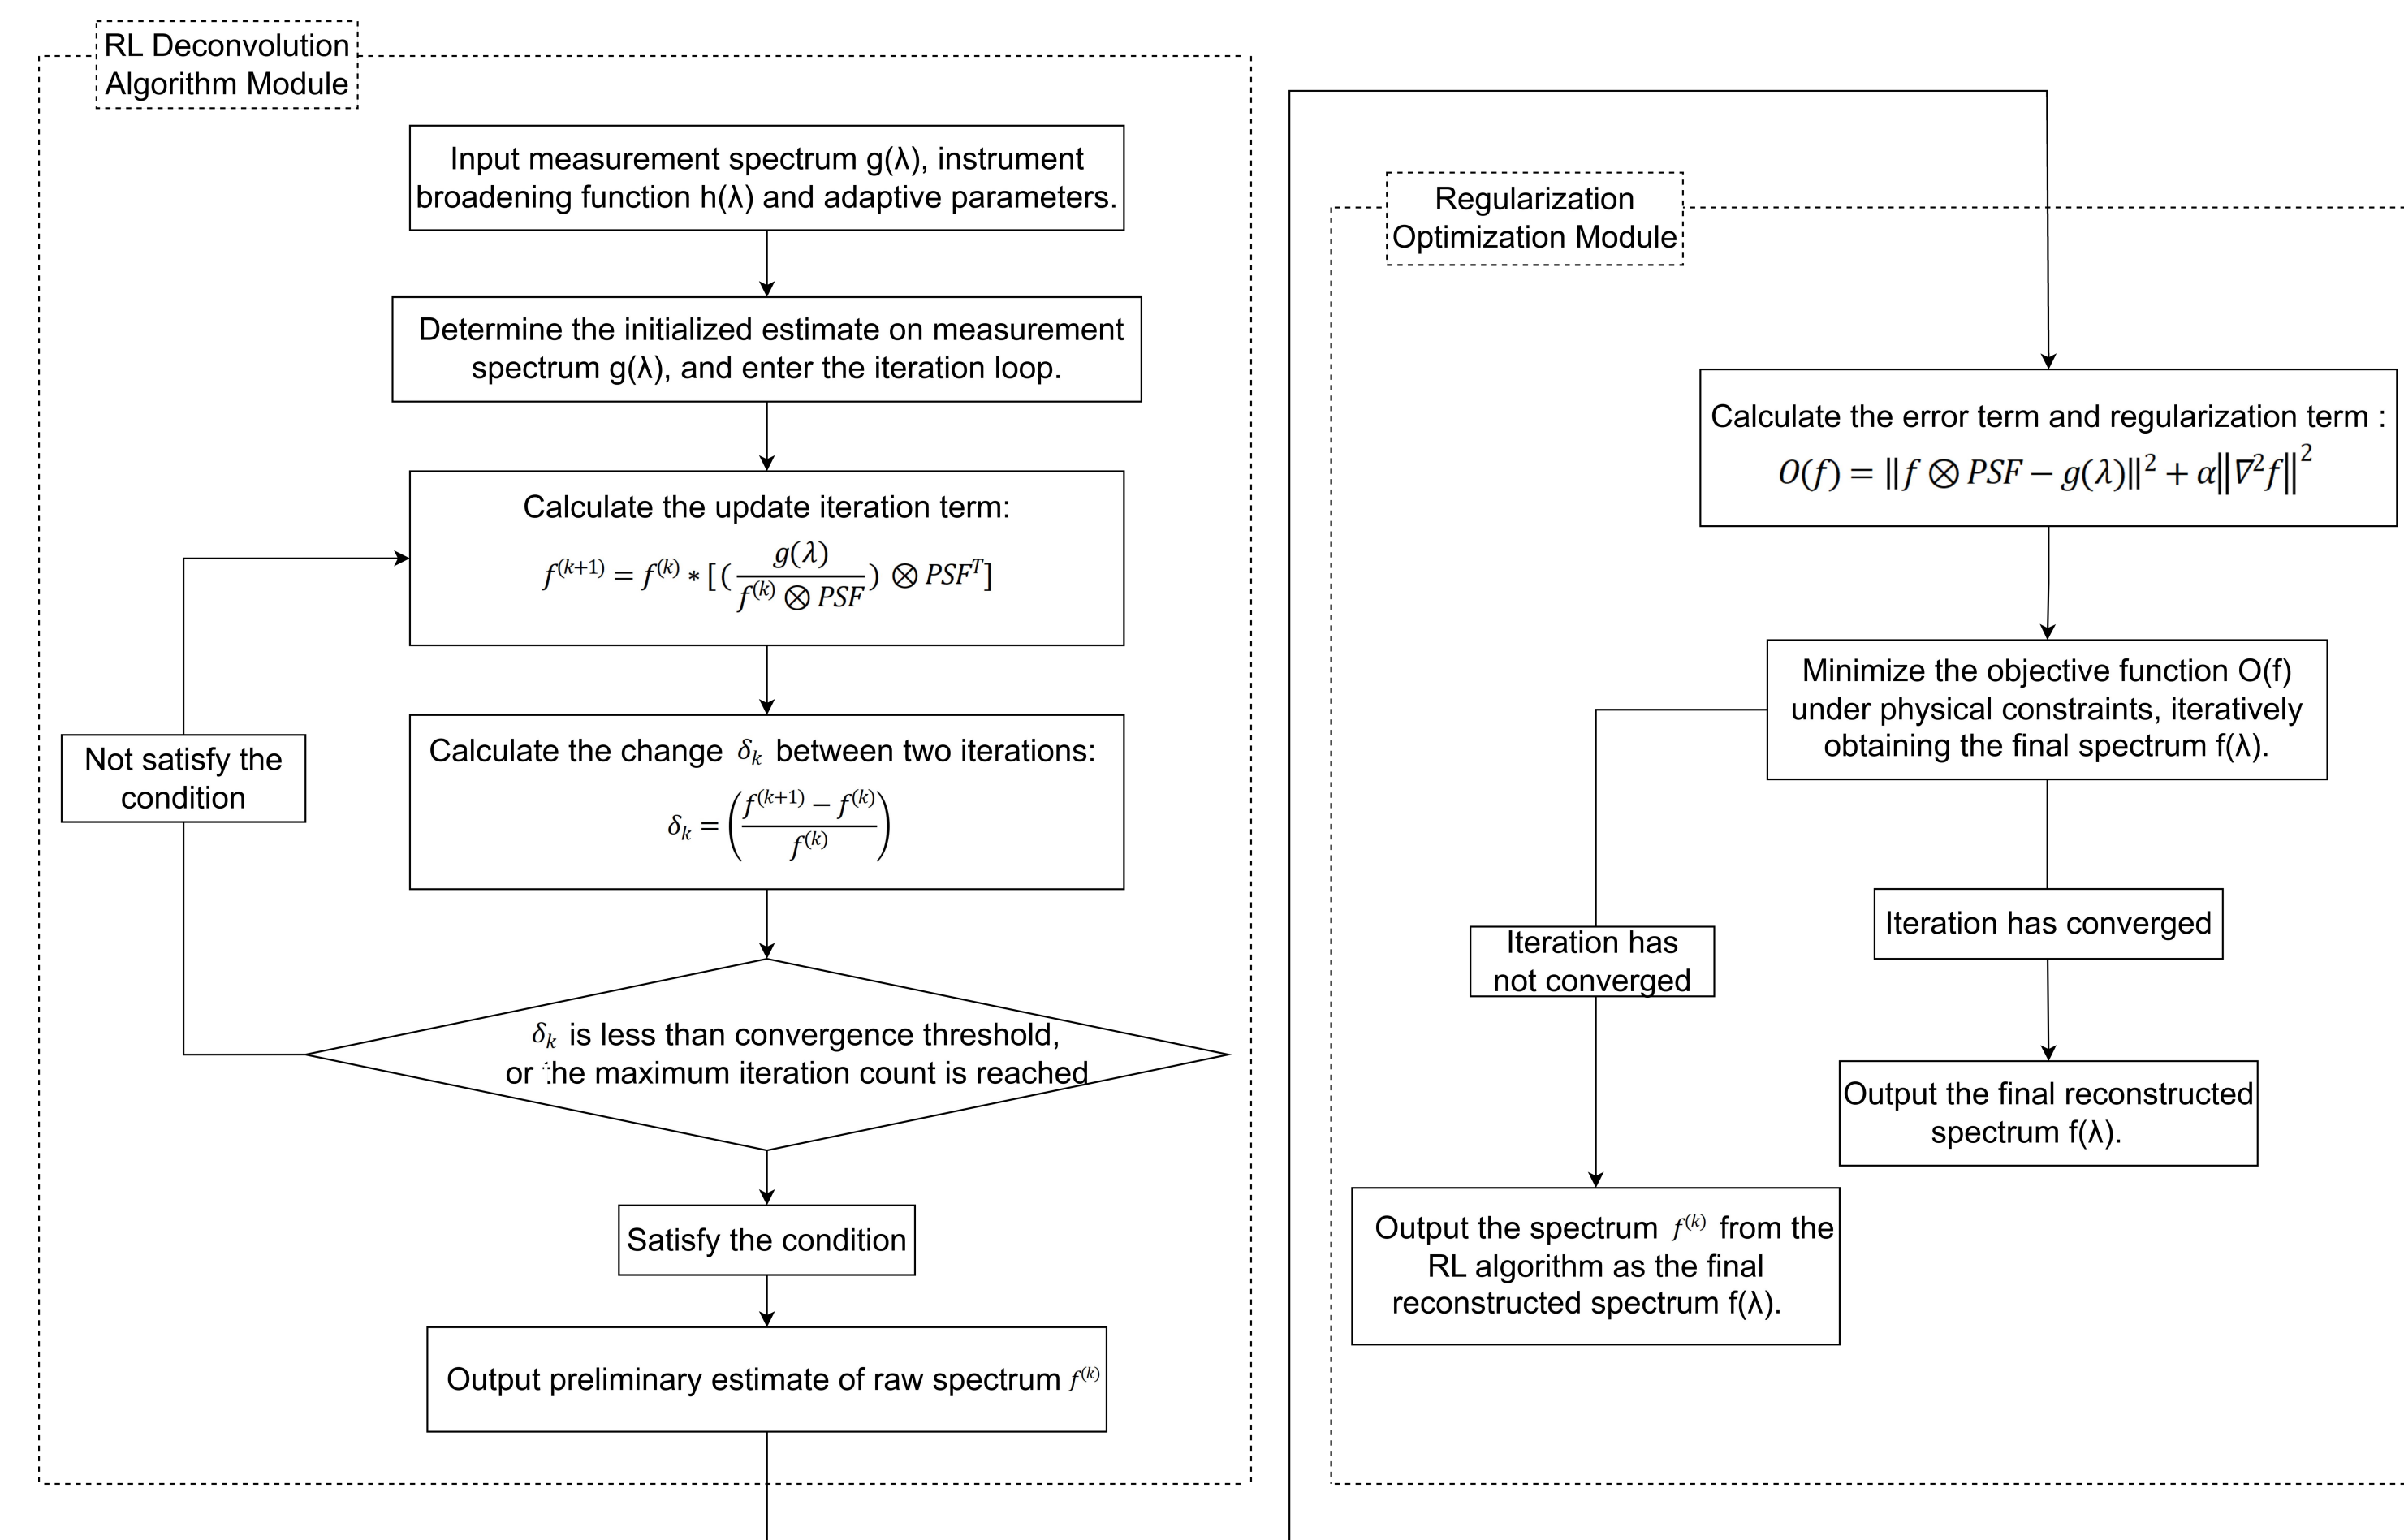 RL Deconvolution
Algorithm Module
Input measurement spectrum g(λ), instrument
broadening function h(λ) and adaptive parameters.
Determine the initialized estimate on measurement
spectrum g(λ), and enter the iteration loop.
Calculate the update iteration term:
f^(k+1) = f^(k) * [(g(λ) / f^(k) ⊗ PSF) ⊗ PSF^T]
Calculate the change δ_k between two iterations:
δ_k = (f^(k+1) − f^(k) / f^(k))
Not satisfy the
condition
δ_k is less than convergence threshold,
or the maximum iteration count is reached
Satisfy the condition
Output preliminary estimate of raw spectrum f^(k)
Regularization
Optimization Module
Calculate the error term and regularization term :
O(f) = ‖f ⊗ PSF − g(λ)‖² + α‖∇²f‖²
Minimize the objective function O(f)
under physical constraints, iteratively
obtaining the final spectrum f(λ).
Iteration has converged
Iteration has
not converged
Output the final reconstructed
spectrum f(λ).
Output the spectrum f^(k) from the
RL algorithm as the final
reconstructed spectrum f(λ).